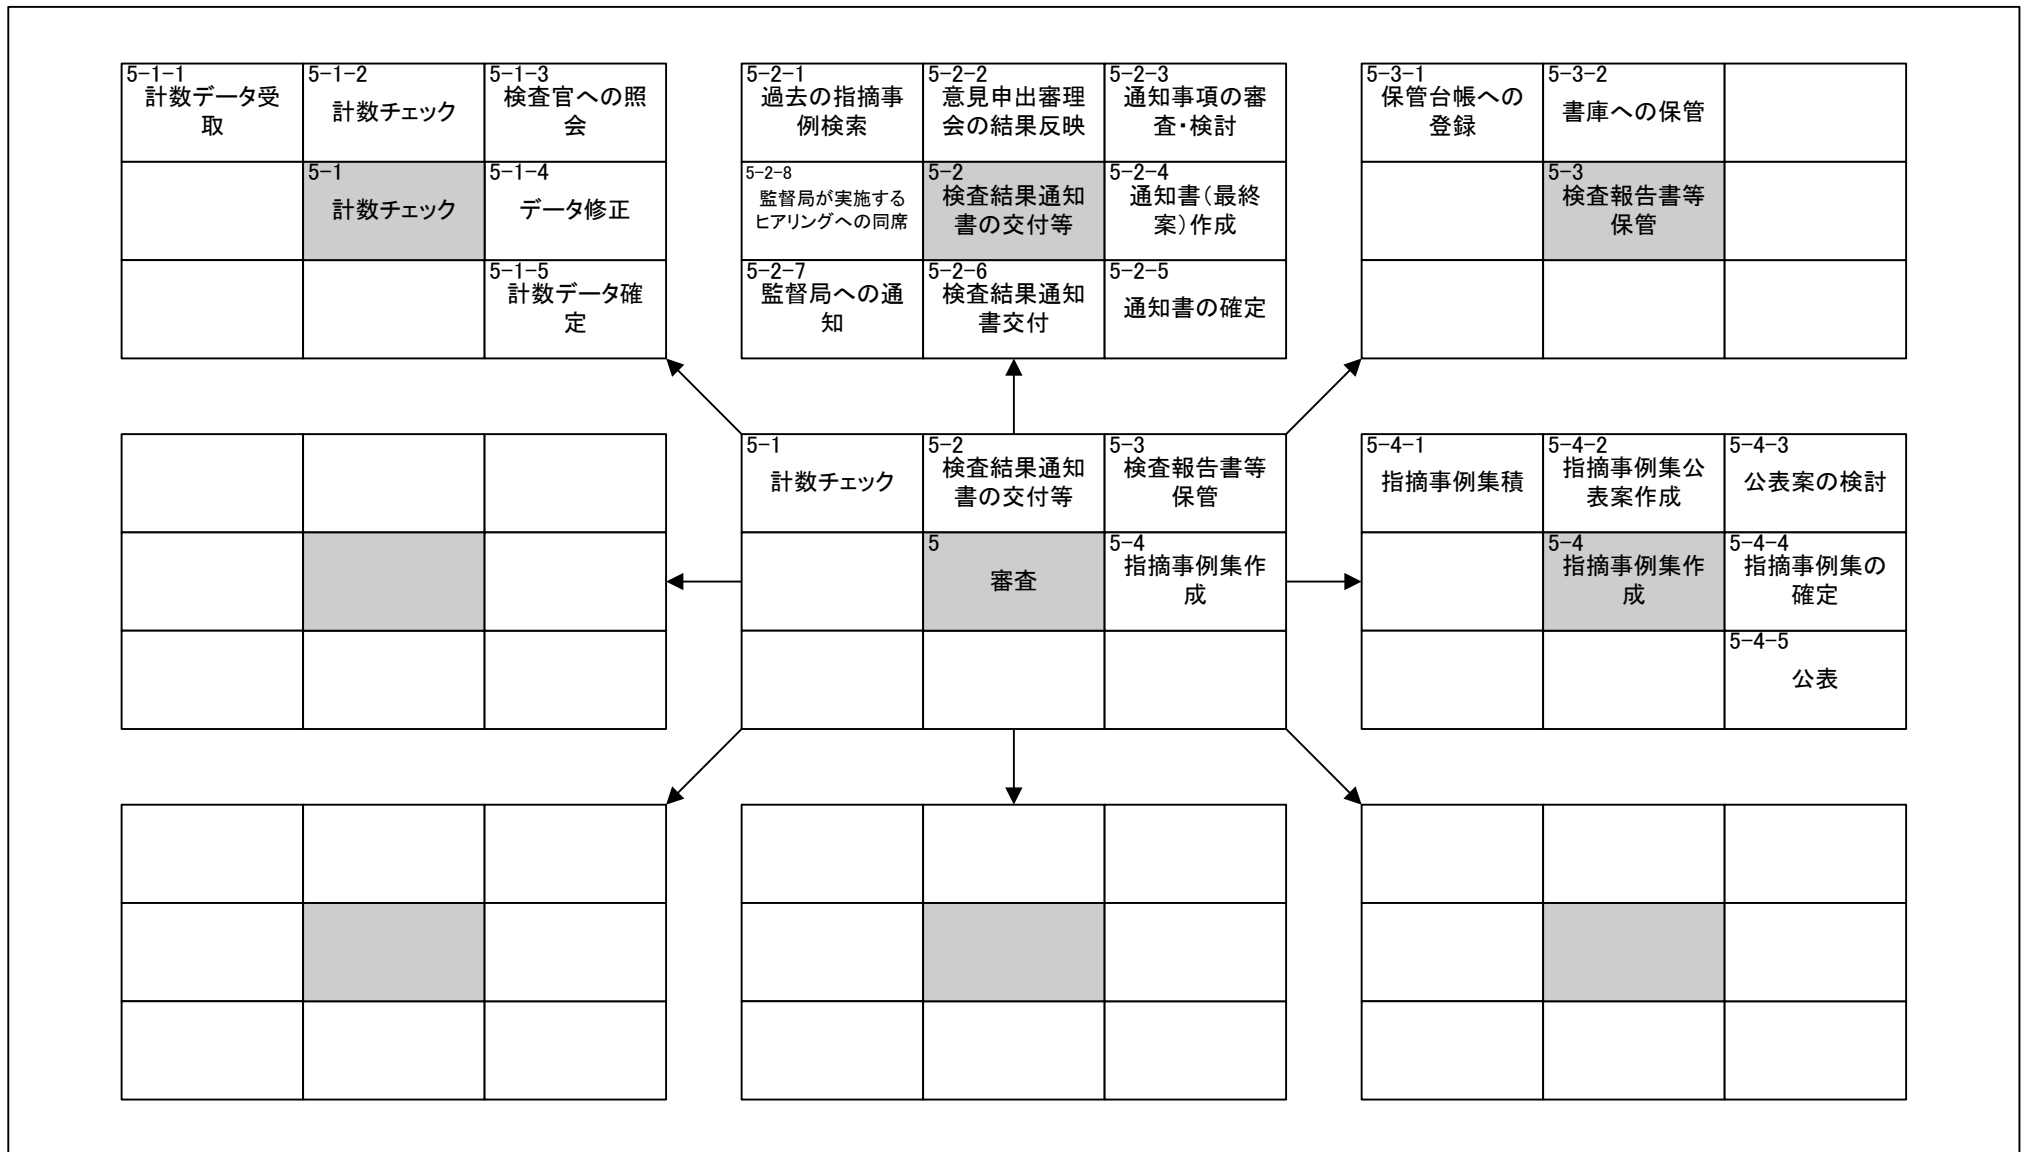 5-1-1
計数データ受
取
5-1-2
計数チェック
5-1-3
検査官への照
会
5-1
計数チェック
5-1-4
データ修正
5-1-5
計数データ確
定
5-2-1
過去の指摘事
例検索
5-2-2
意見申出審理
会の結果反映
5-2-3
通知事項の審
査・検討
5-2-8
監督局が実施する
ヒアリングへの同席
5-2
検査結果通知
書の交付等
5-2-4
通知書(最終
案)作成
5-2-7
監督局への通
知
5-2-6
検査結果通知
書交付
5-2-5
通知書の確定
5-3-1
保管台帳への
登録
5-3-2
書庫への保管
5-3
検査報告書等
保管
5-1
計数チェック
5-2
検査結果通知
書の交付等
5-3
検査報告書等
保管
5
審査
5-4
指摘事例集作
成
5-4-1
指摘事例集積
5-4-2
指摘事例集公
表案作成
5-4-3
公表案の検討
5-4
指摘事例集作
成
5-4-4
指摘事例集の
確定
5-4-5
公表